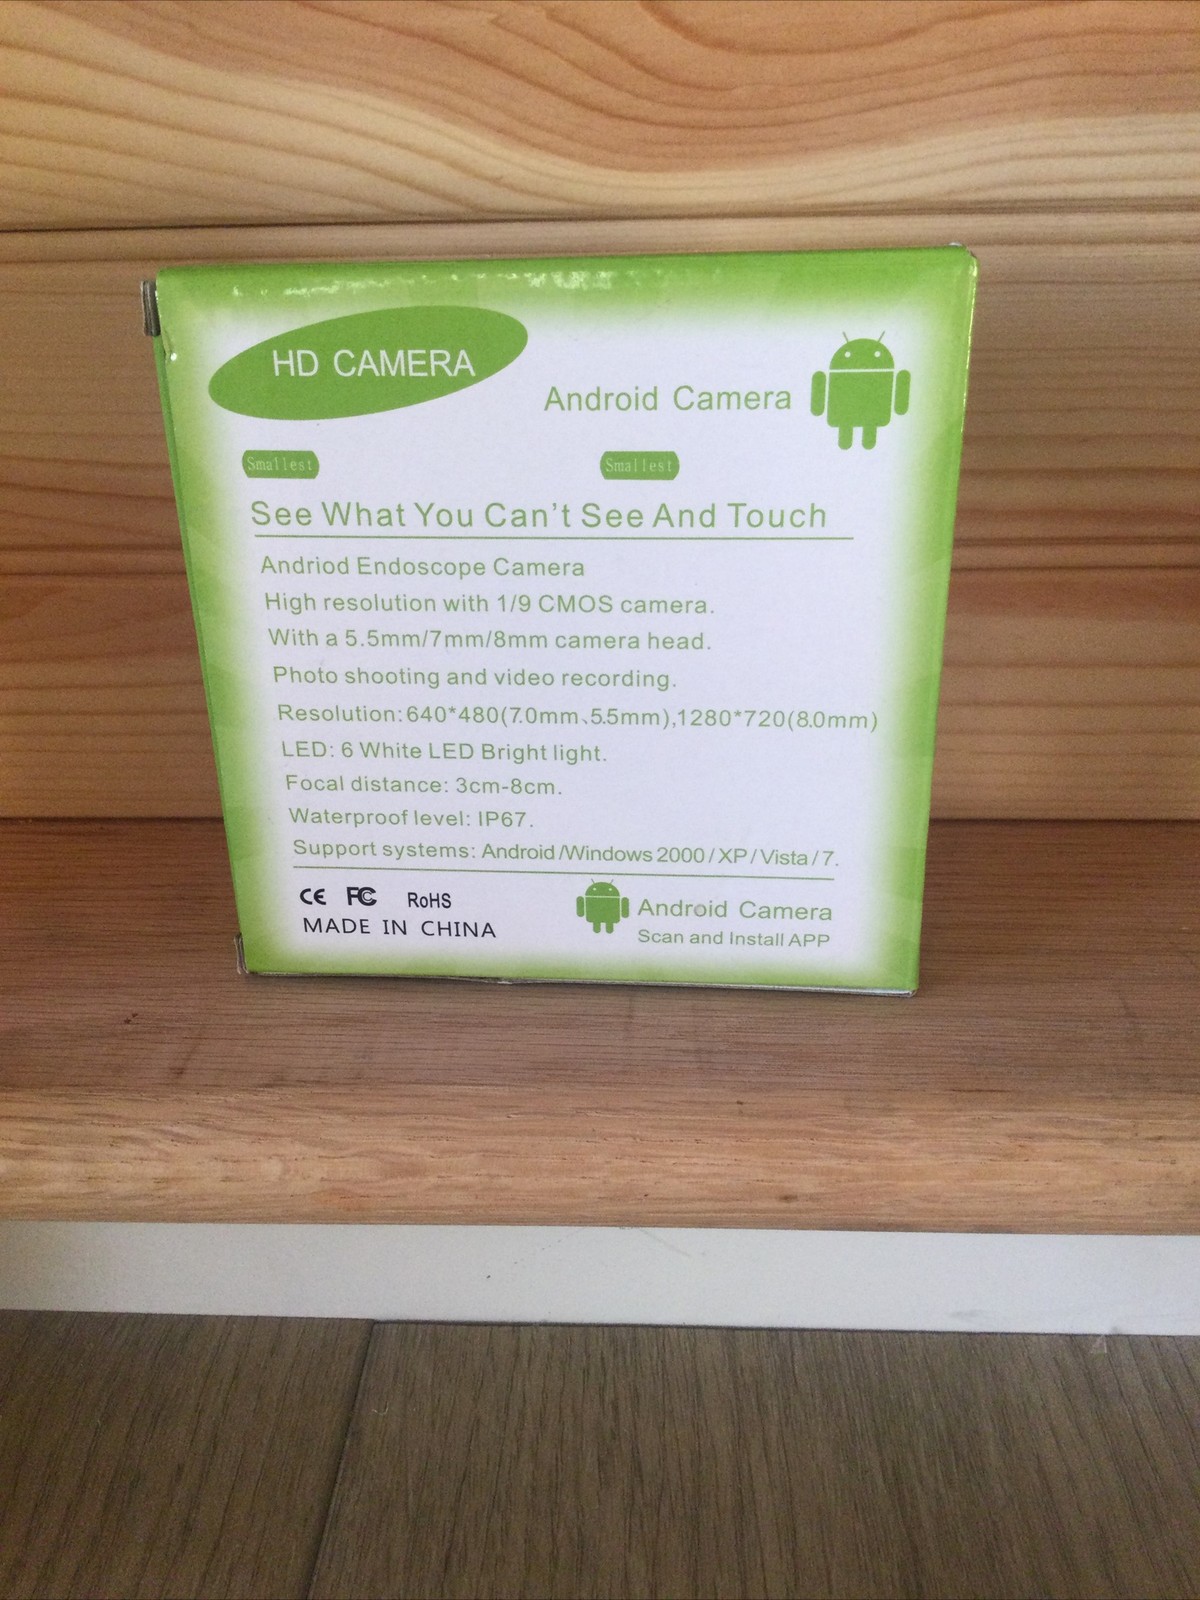 HD CAMERA
Android Camera
Smallest
Smallest
See What You Can't See And Touch
Andriod Endoscope Camera
High resolution with 1/9 CMOS camera.
With a 5.5mm/7mm/8mm camera head.
Photo shooting and video recording.
Resolution:640*480(7.0mm、5.5mm),1280*720(8.0mm)
LED: 6 White LED Bright light.
Focal distance: 3cm-8cm.
Waterproof level: IP67.
Support systems: Android/Windows 2000/XP/Vista/7.
CE FC RoHS
MADE IN CHINA
Android Camera
Scan and Install APP